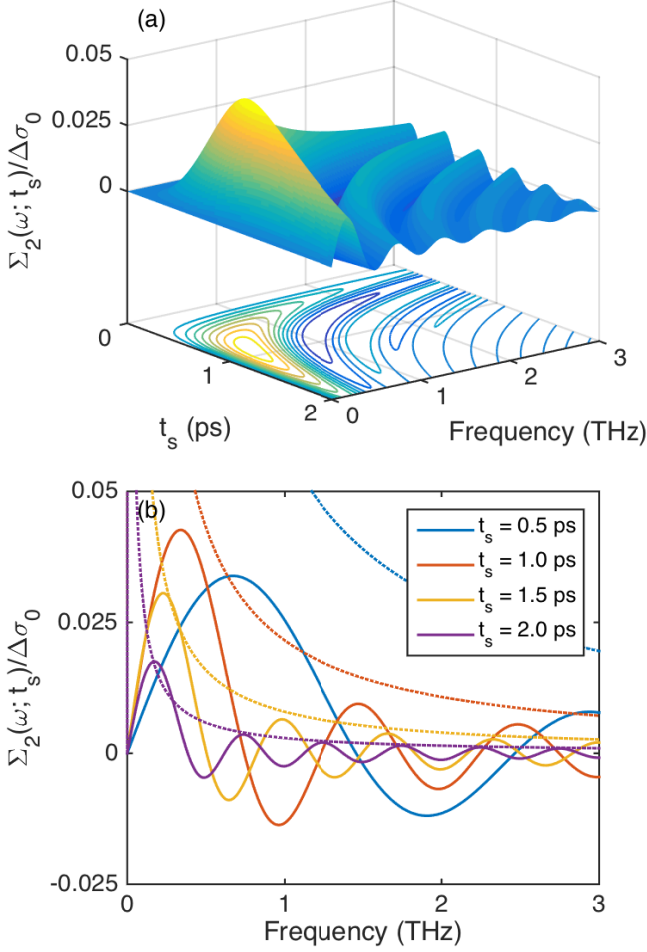 (a)
0.05
0.025
0
Σ₂(ω; tₛ)/Δσ₀
0
1
2
tₛ (ps)
0
1
2
3
Frequency (THz)
(b)
0.05
0.025
0
-0.025
Σ₂(ω; tₛ)/Δσ₀
tₛ = 0.5 ps
tₛ = 1.0 ps
tₛ = 1.5 ps
tₛ = 2.0 ps
0
1
2
3
Frequency (THz)